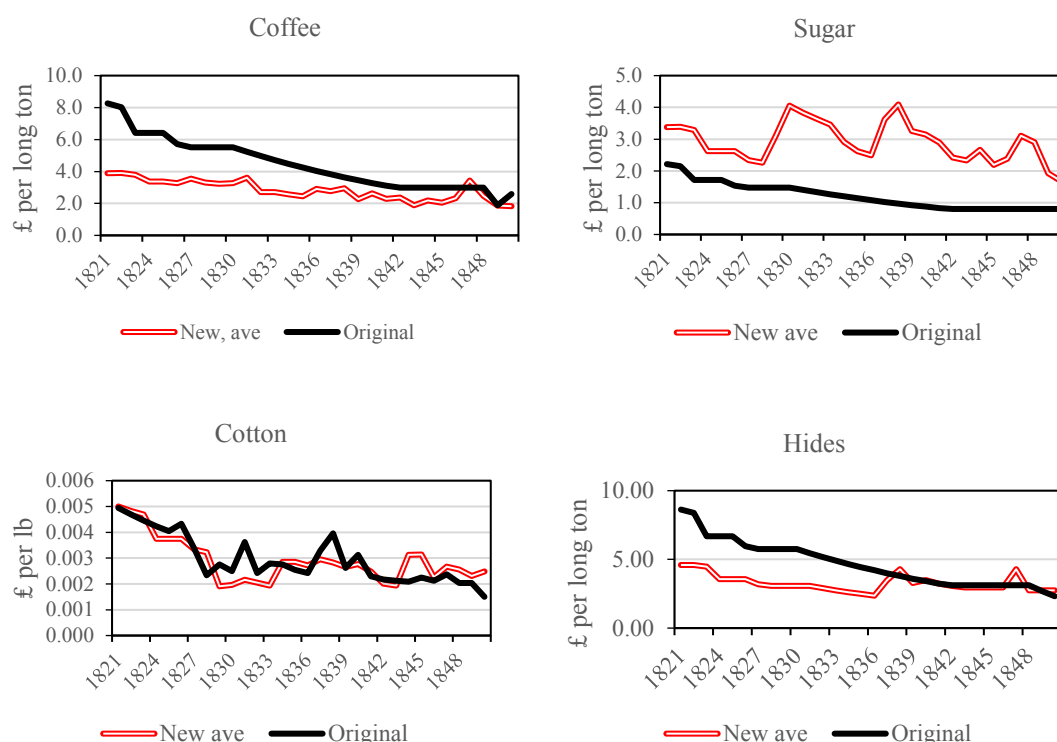 Coffee
£ per long ton
10.0
8.0
6.0
4.0
2.0
0.0
1821 1824 1827 1830 1833 1836 1839 1842 1845 1848
New, ave Original
Sugar
£ per long ton
5.0
4.0
3.0
2.0
1.0
0.0
1821 1824 1827 1830 1833 1836 1839 1842 1845 1848
New ave Original
Cotton
£ per lb
0.006
0.005
0.004
0.003
0.002
0.001
0.000
1821 1824 1827 1830 1833 1836 1839 1842 1845 1848
New ave Original
Hides
£ per long ton
10.00
5.00
0.00
1821 1824 1827 1830 1833 1836 1839 1842 1845 1848
New ave Original